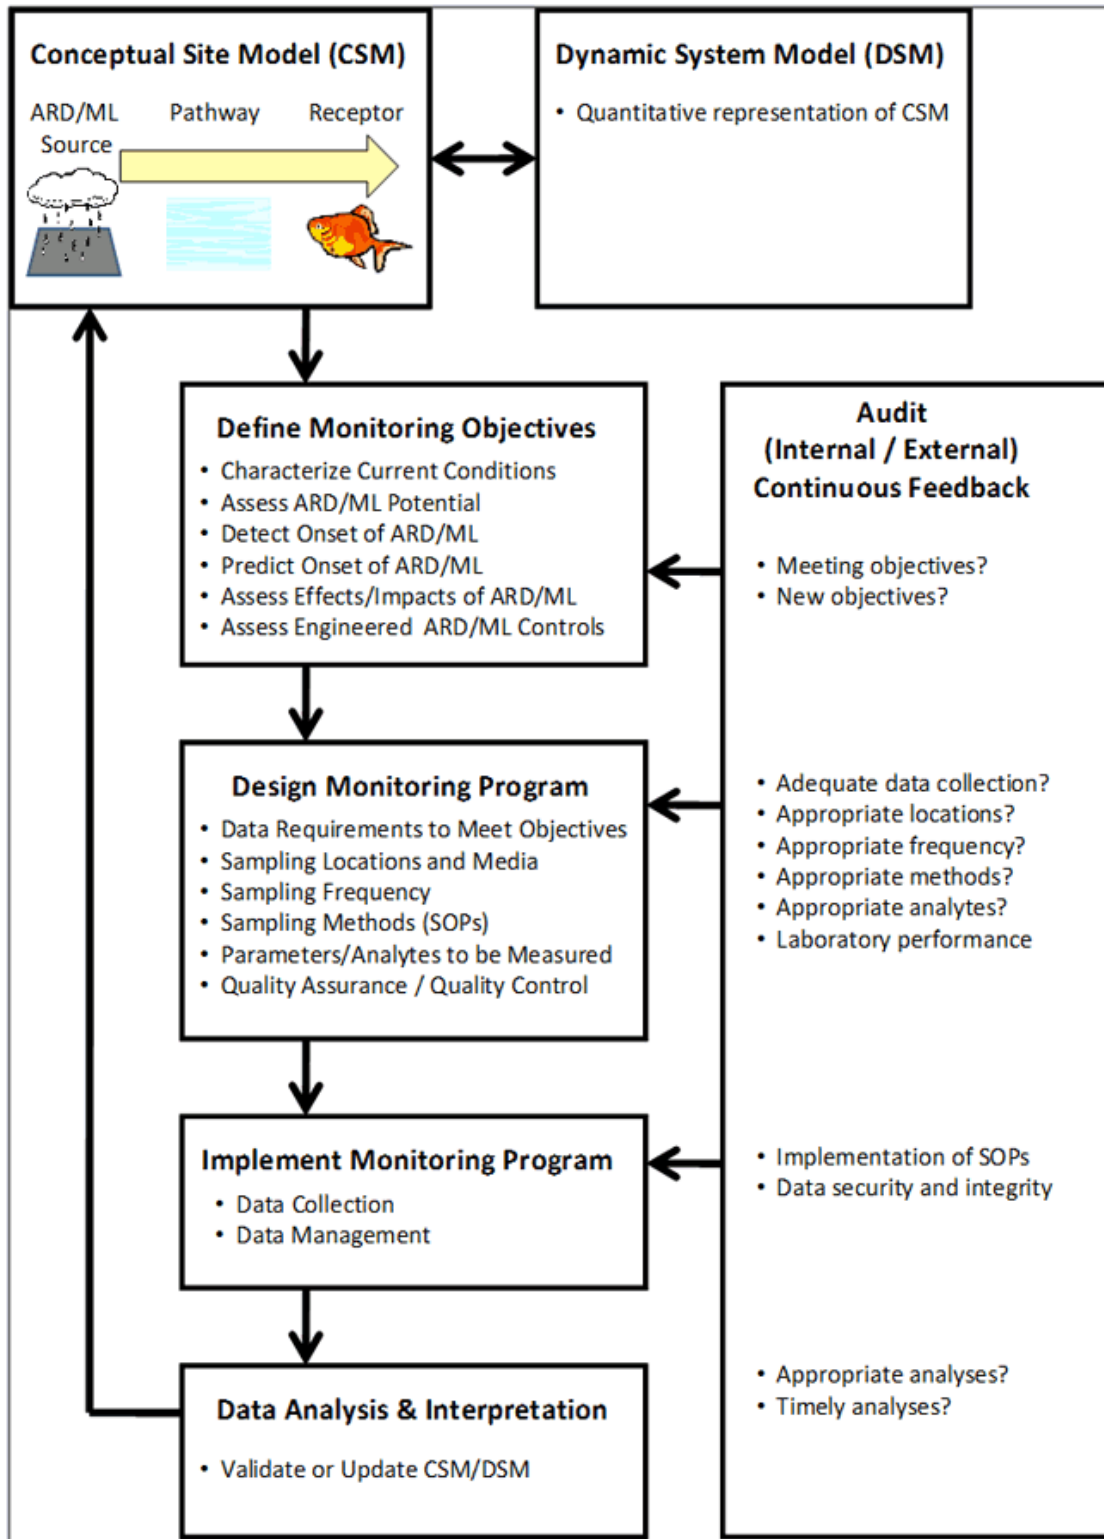 Conceptual Site Model (CSM)
ARD/ML Source
Pathway
Receptor
Dynamic System Model (DSM)
• Quantitative representation of CSM
Define Monitoring Objectives
• Characterize Current Conditions
• Assess ARD/ML Potential
• Detect Onset of ARD/ML
• Predict Onset of ARD/ML
• Assess Effects/Impacts of ARD/ML
• Assess Engineered ARD/ML Controls
Design Monitoring Program
• Data Requirements to Meet Objectives
• Sampling Locations and Media
• Sampling Frequency
• Sampling Methods (SOPs)
• Parameters/Analytes to be Measured
• Quality Assurance / Quality Control
Implement Monitoring Program
• Data Collection
• Data Management
Data Analysis & Interpretation
• Validate or Update CSM/DSM
Audit
(Internal / External)
Continuous Feedback
• Meeting objectives?
• New objectives?
• Adequate data collection?
• Appropriate locations?
• Appropriate frequency?
• Appropriate methods?
• Appropriate analytes?
• Laboratory performance
• Implementation of SOPs
• Data security and integrity
• Appropriate analyses?
• Timely analyses?